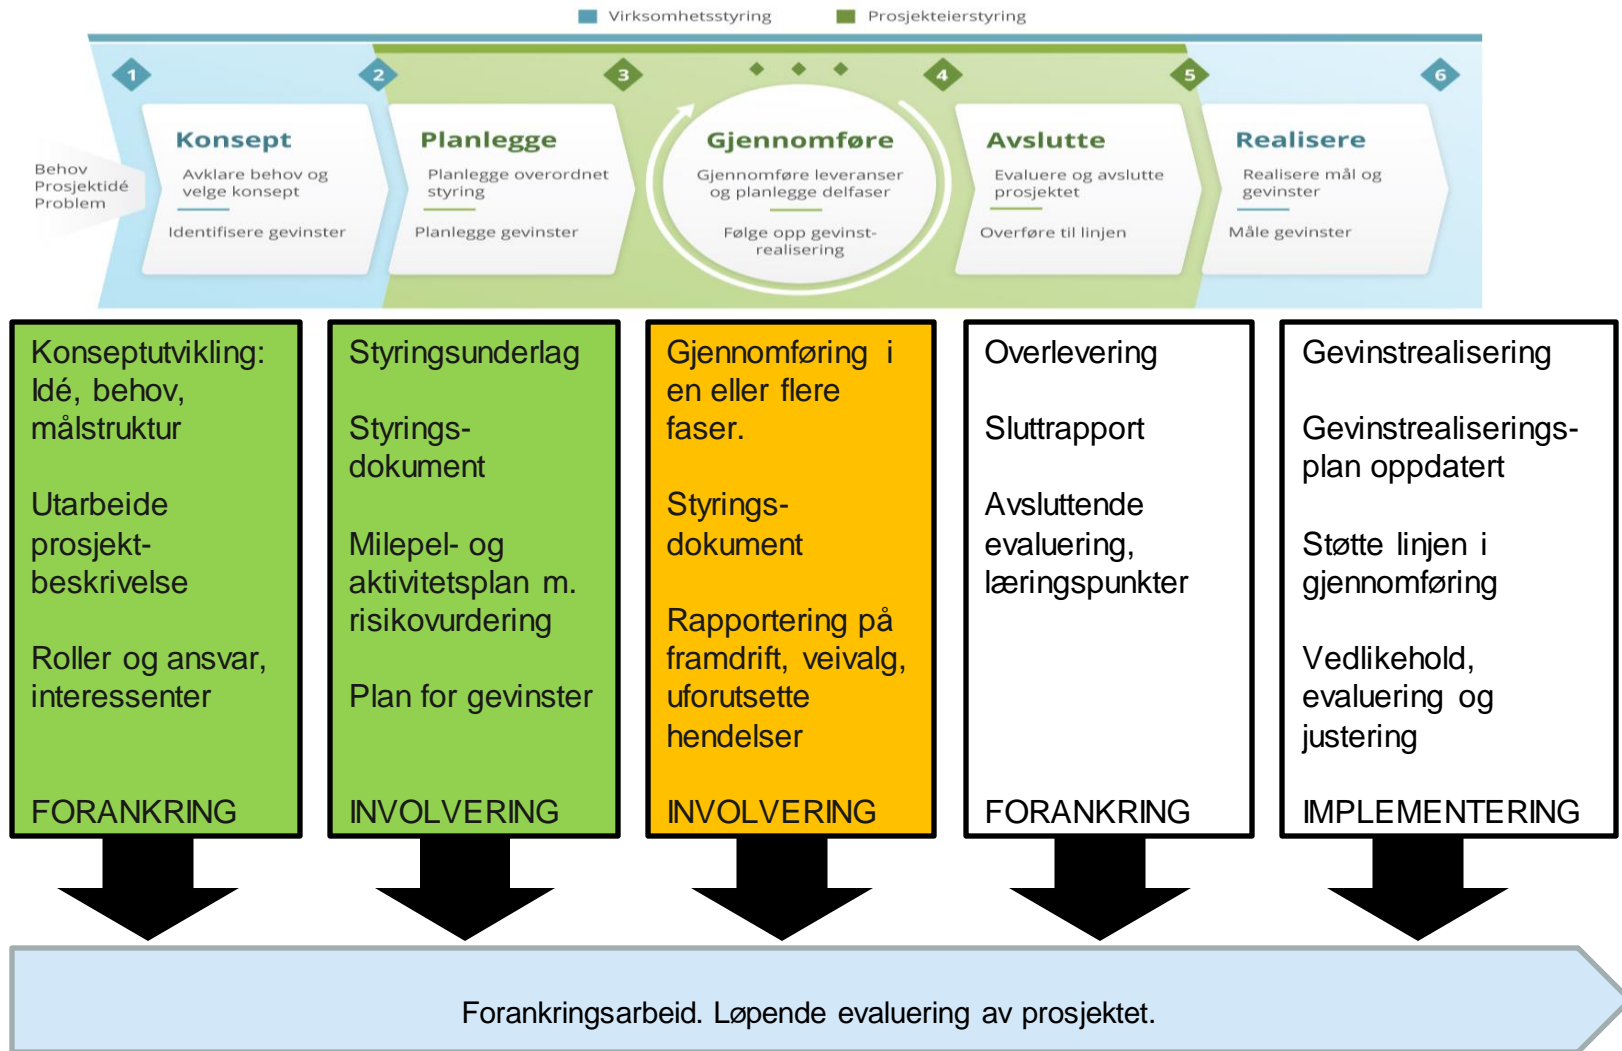 Virksomhetsstyring
Prosjekteierstyring
1
2
3
4
5
6
Behov
Prosjektidé
Problem
Konsept
Avklare behov og
velge konsept
Identifisere gevinster
Planlegge
Planlegge overordnet
styring
Planlegge gevinster
Gjennomføre
Gjennomføre leveranser
og planlegge delfaser
Følge opp gevinst-
realisering
Avslutte
Evaluere og avslutte
prosjektet
Overføre til linjen
Realisere
Realisere mål og
gevinster
Måle gevinster
Konseptutvikling:
Idé, behov,
målstruktur
Utarbeide
prosjekt-
beskrivelse
Roller og ansvar,
interessenter
FORANKRING
Styringsunderlag
Styrings-
dokument
Milepel- og
aktivitetsplan m.
risikovurdering
Plan for gevinster
INVOLVERING
Gjennomføring i
en eller flere
faser.
Styrings-
dokument
Rapportering på
framdrift, veivalg,
uforutsette
hendelser
INVOLVERING
Overlevering
Sluttrapport
Avsluttende
evaluering,
læringspunkter
FORANKRING
Gevinstrealisering
Gevinstrealiserings-
plan oppdatert
Støtte linjen i
gjennomføring
Vedlikehold,
evaluering og
justering
IMPLEMENTERING
Forankringsarbeid. Løpende evaluering av prosjektet.